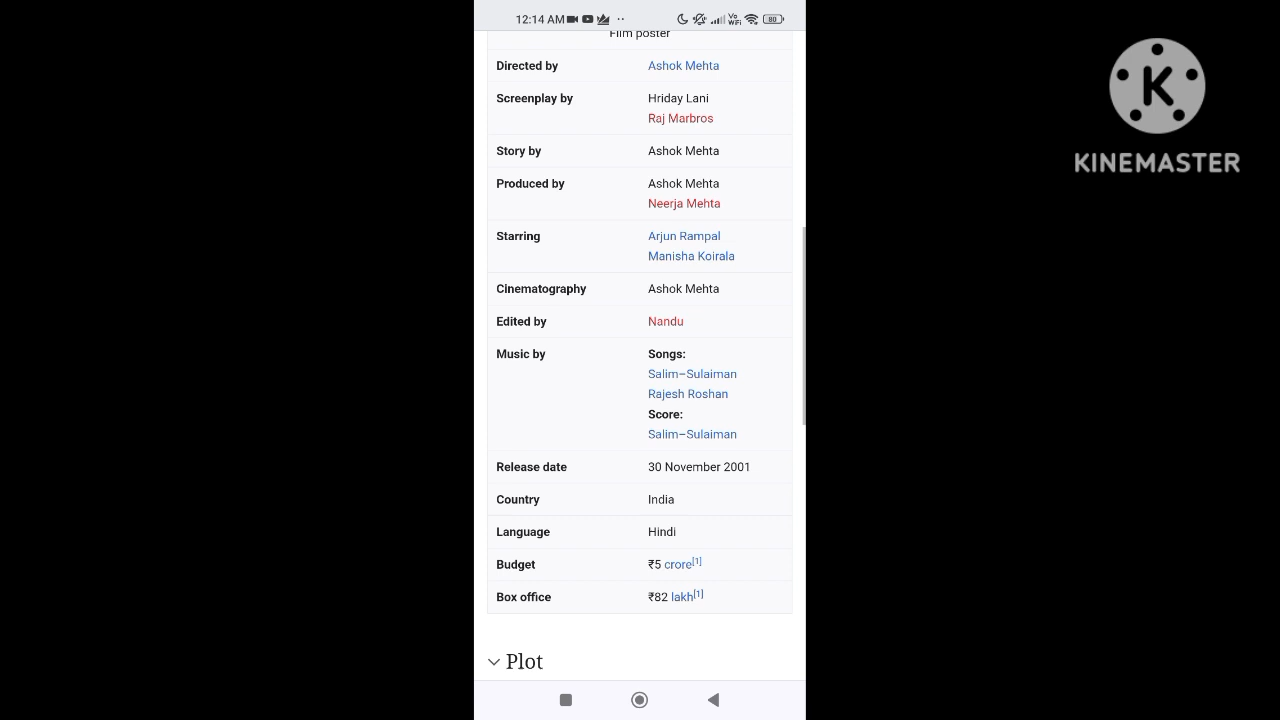 12:14 AM
Vo
WiFi
80
Film poster
Directed by Ashok Mehta
Screenplay by Hriday Lani
Raj Marbros
Story by Ashok Mehta
Produced by Ashok Mehta
Neerja Mehta
Starring Arjun Rampal
Manisha Koirala
Cinematography Ashok Mehta
Edited by Nandu
Music by Songs:
Salim–Sulaiman
Rajesh Roshan
Score:
Salim–Sulaiman
Release date 30 November 2001
Country India
Language Hindi
Budget ₹5 crore[1]
Box office ₹82 lakh[1]
Plot
K
KINEMASTER